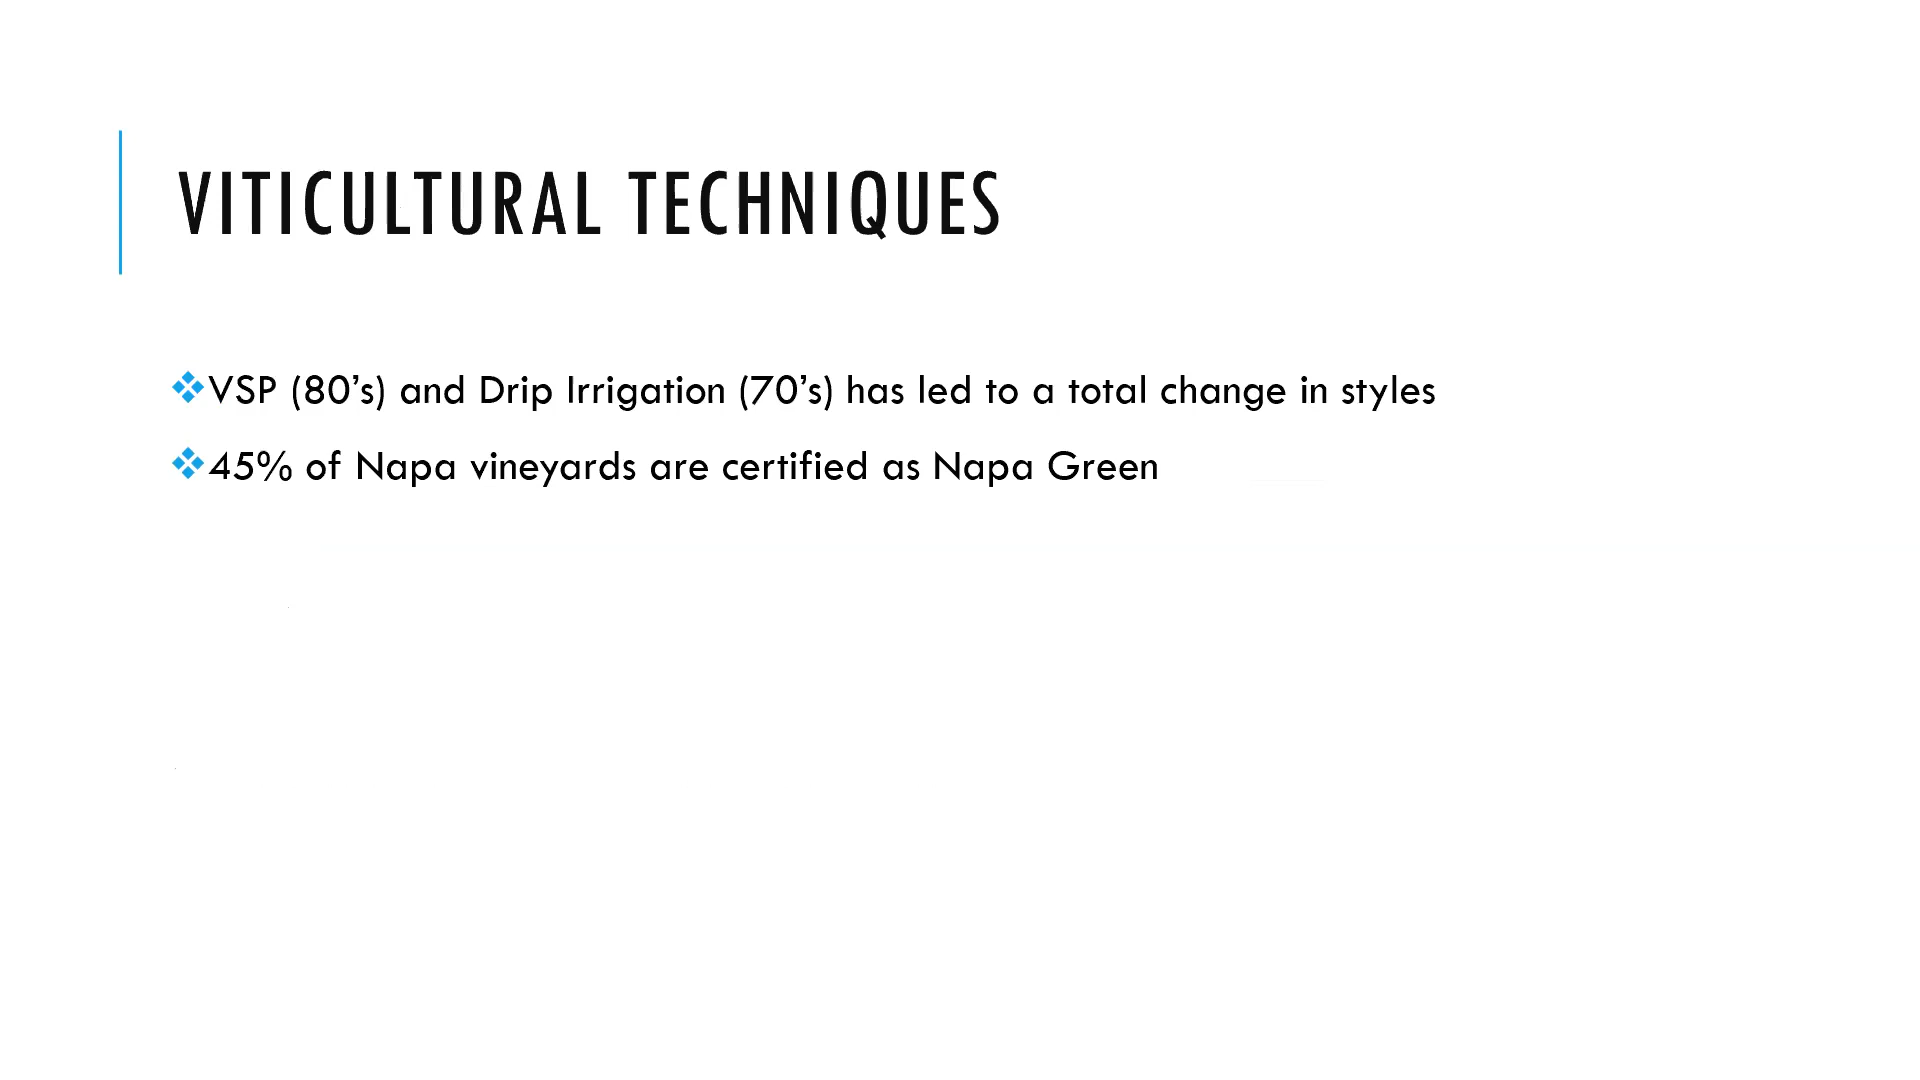 VITICULTURAL TECHNIQUES
❖VSP (80’s) and Drip Irrigation (70’s) has led to a total change in styles
❖45% of Napa vineyards are certified as Napa Green